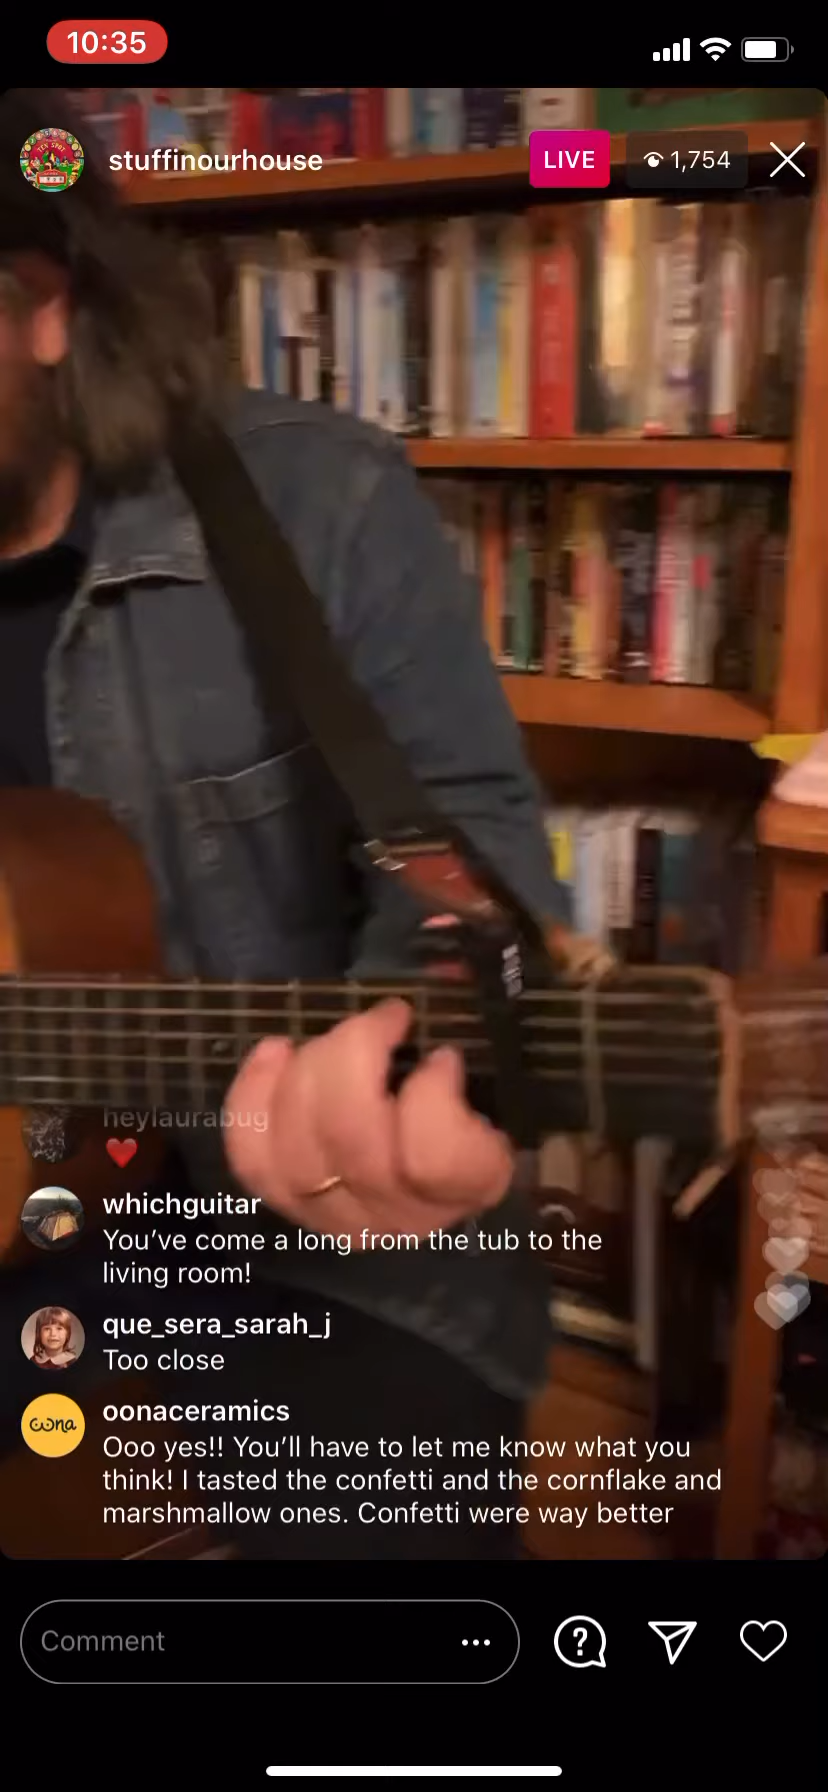 10:35
stuffinourhouse
LIVE
1,754
heylaurabug
whichguitar
You’ve come a long from the tub to the
living room!
que_sera_sarah_j
Too close
oonaceramics
Ooo yes!! You’ll have to let me know what you
think! I tasted the confetti and the cornflake and
marshmallow ones. Confetti were way better
Comment